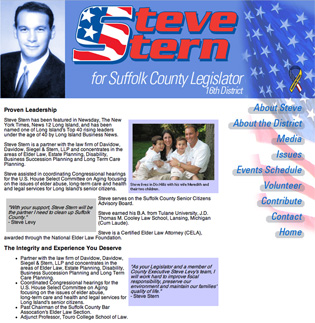 Steve
Stern
for Suffolk County Legislator
16th District
About Steve
About the District
Media
Issues
Events Schedule
Volunteer
Contribute
Contact
Home
Proven Leadership
Steve Stern has been featured in Newsday, The New
York Times, News 12 Long Island, and has been
named one of Long Island's Top 40 rising leaders
under the age of 40 by Long Island Business News.
Steve Stern is a partner with the law firm of Davidow,
Davidow, Siegel & Stern, LLP and concentrates in the
areas of Elder Law, Estate Planning, Disability,
Business Succession Planning and Long Term Care
Planning.
Steve assisted in coordinating Congressional hearings
for the U.S. House Select Committee on Aging focusing
on the issues of elder abuse, long-term care and health
and legal services for Long Island's senior citizens.
Steve lives in Dix Hills with his wife Meredith and
their two children.
"With your support, Steve Stern will be
the partner I need to clean up Suffolk
County."
- Steve Levy
Steve serves on the Suffolk County Senior Citizens
Advisory Board.
Steve earned his B.A. from Tulane University, J.D.
Thomas M. Cooley Law School, Lansing, Michigan
(Cum Laude).
Steve is a Certified Elder Law Attorney (CELA),
awarded through the National Elder Law Foundation.
The Integrity and Experience You Deserve
• Partner with the law firm of Davidow, Davidow,
Siegel & Stern, LLP and concentrates in the
areas of Elder Law, Estate Planning, Disability,
Business Succession Planning and Long Term
Care Planning.
• Coordinated Congressional hearings for the
U.S. House Select Committee on Aging
focusing on the issues of elder abuse,
long-term care and health and legal services for
Long Island's senior citizens.
• Past Chairman of the Suffolk County Bar
Association's Elder Law Section.
• Adjunct Professor, Touro College School of Law.
"As your Legislator and a member of
County Executive Steve Levy's team, I
will work hard to improve fiscal
responsibility, preserve our
environment and maintain our families'
quality of life."
- Steve Stern